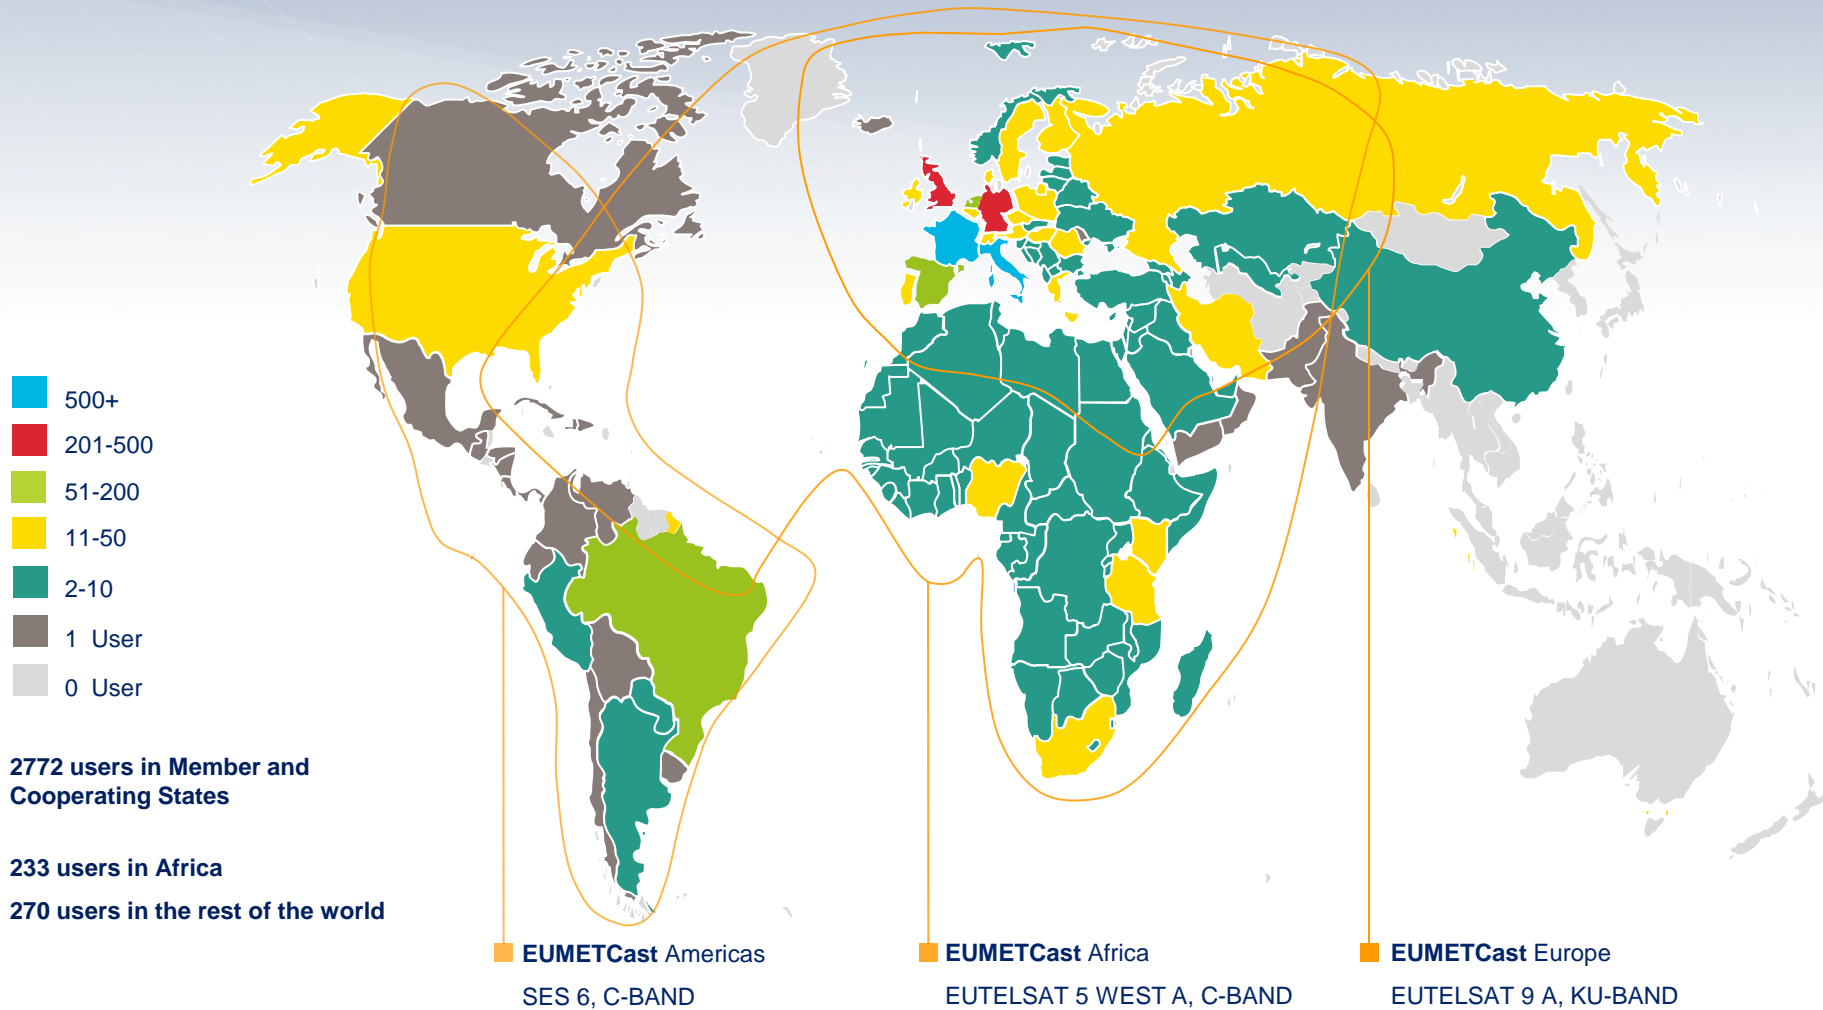 500+
201-500
51-200
11-50
2-10
1 User
0 User
2772 users in Member and
Cooperating States
233 users in Africa
270 users in the rest of the world
EUMETCast Americas
SES 6, C-BAND
EUMETCast Africa
EUTELSAT 5 WEST A, C-BAND
EUMETCast Europe
EUTELSAT 9 A, KU-BAND